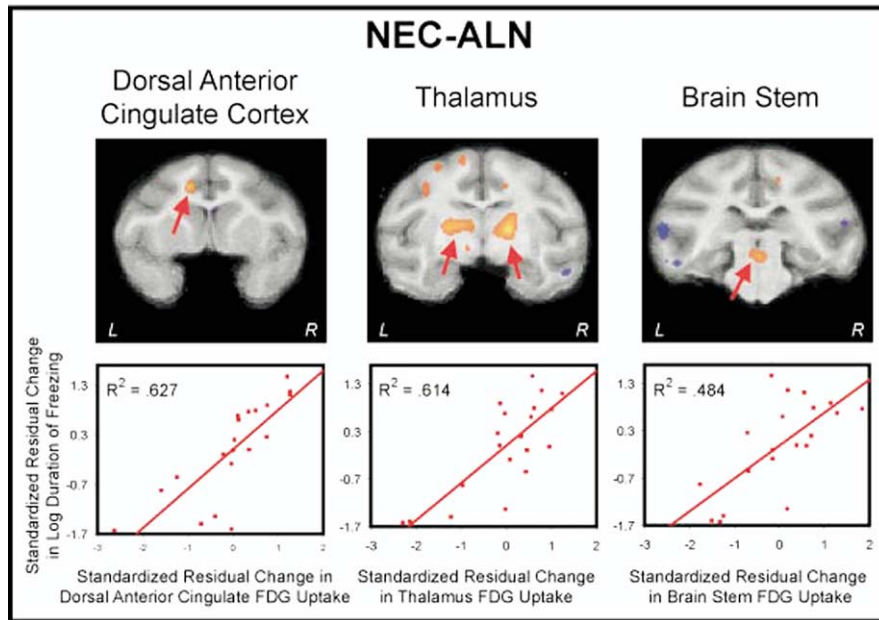 NEC-ALN
Dorsal Anterior
Cingulate Cortex
Thalamus
Brain Stem
L
R
L
R
L
R
Standardized Residual Change
in Log Duration of Freezing
R² = .627
1.3
0.3
-0.7
-1.7
-3
-2
-1
0
1
2
Standardized Residual Change in
Dorsal Anterior Cingulate FDG Uptake
R² = .614
1.3
0.3
-0.7
-1.7
-3
-2
-1
0
1
2
Standardized Residual Change
in Thalamus FDG Uptake
R² = .484
1.3
0.3
-0.7
-1.7
-3
-2
-1
0
1
2
Standardized Residual Change
in Brain Stem FDG Uptake